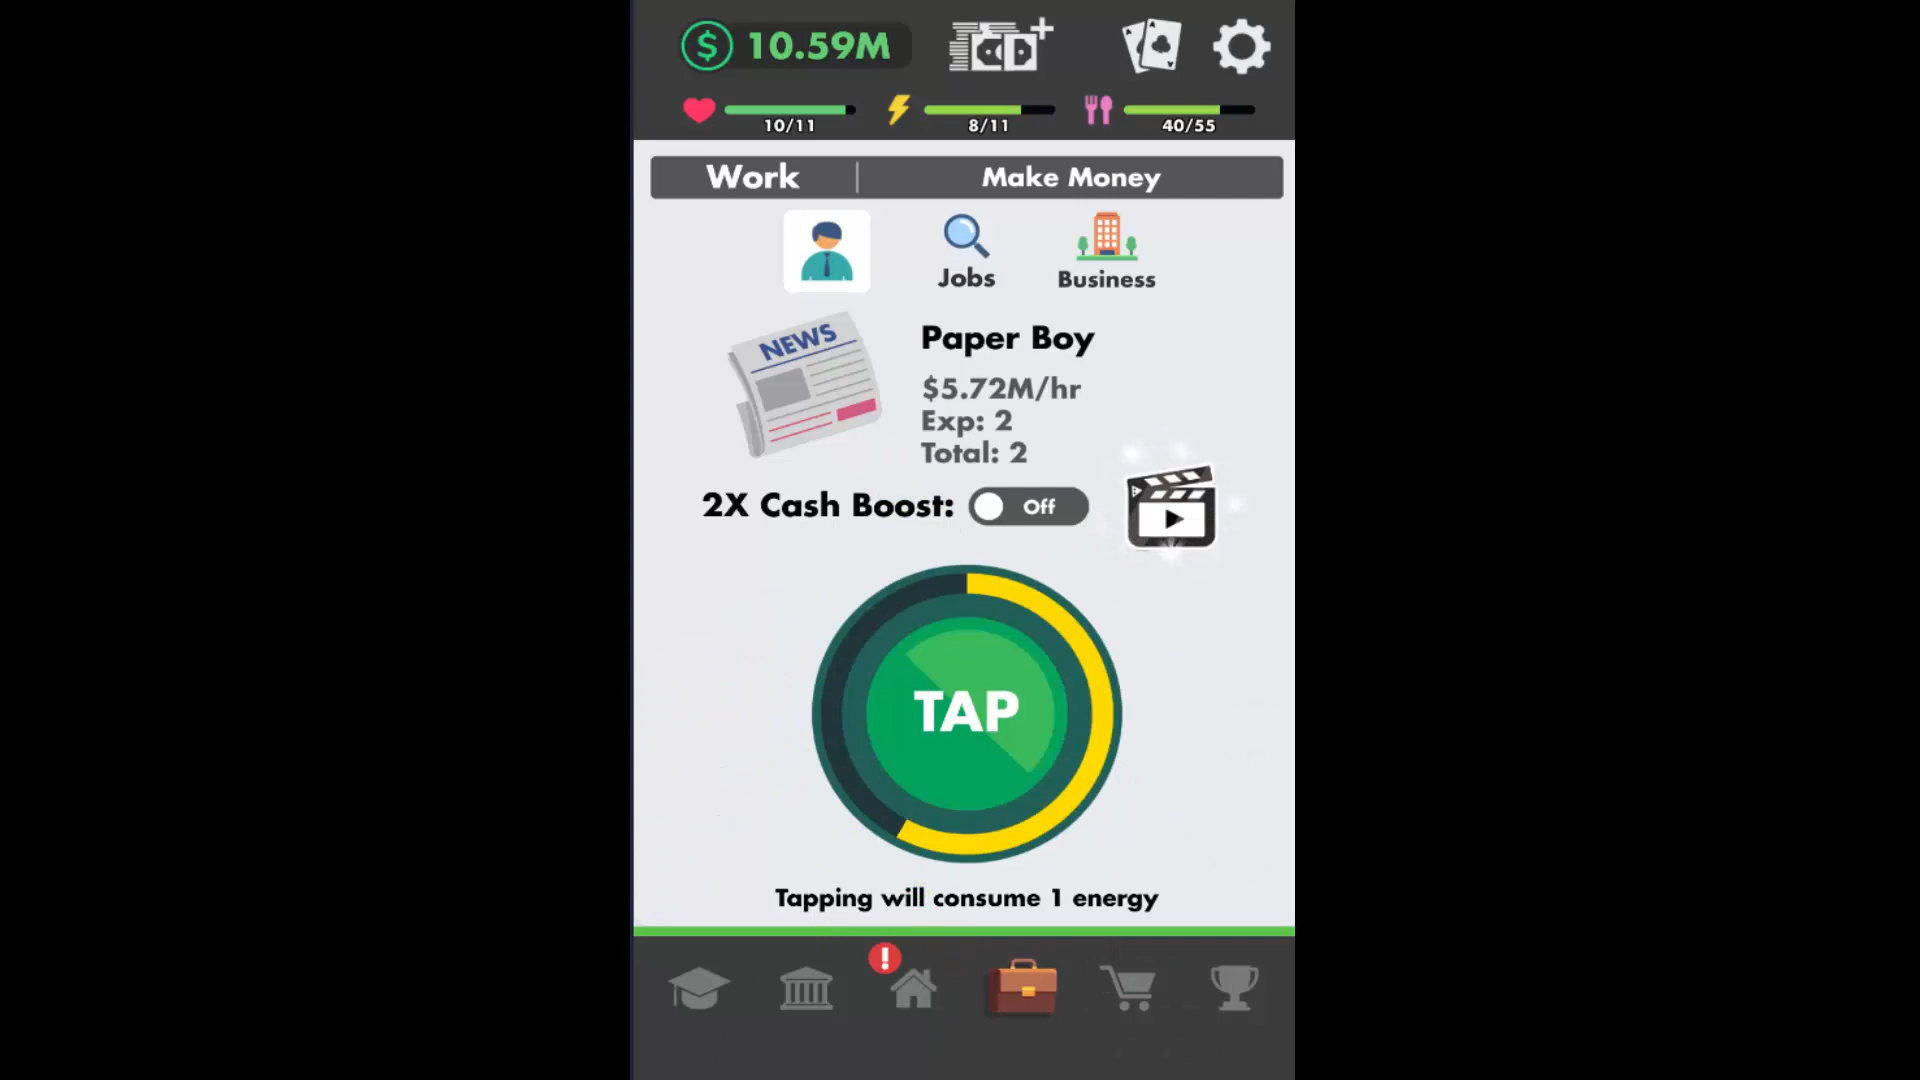 $ 10.59M
10/11 8/11 40/55
Work Make Money
Jobs Business
NEWS
Paper Boy
$5.72M/hr
Exp: 2
Total: 2
2X Cash Boost: Off
TAP
Tapping will consume 1 energy
!